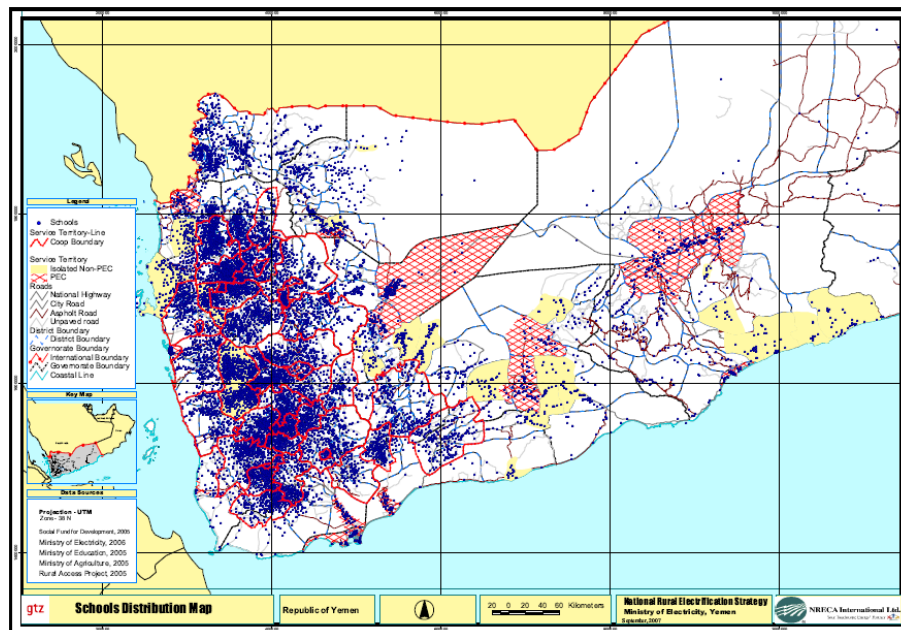 Legend
Schools
Service Territory-Line
Coop Boundary
Service Territory
Isolated Non-PEC
PEC
Roads
National Highway
City Road
Aspholt Road
Unpaved road
District Boundary
District Boundary
Governorate Boundary
International Boundary
Governorate Boundary
Coastal Line
Key Map
Data Sources
Projection - UTM
Zone- 38 N
Social Fund for Development, 2005
Ministry of Electricity, 2006
Ministry of Education, 2005
Ministry of Agriculture, 2005
Rural Access Project, 2005
gtz
Schools Distribution Map
Republic of Yemen
20 0 20 40 60 Kilometers
National Rural Electrification Strategy
Ministry of Electricity, Yemen
September, 2007
NRECA International Ltd.